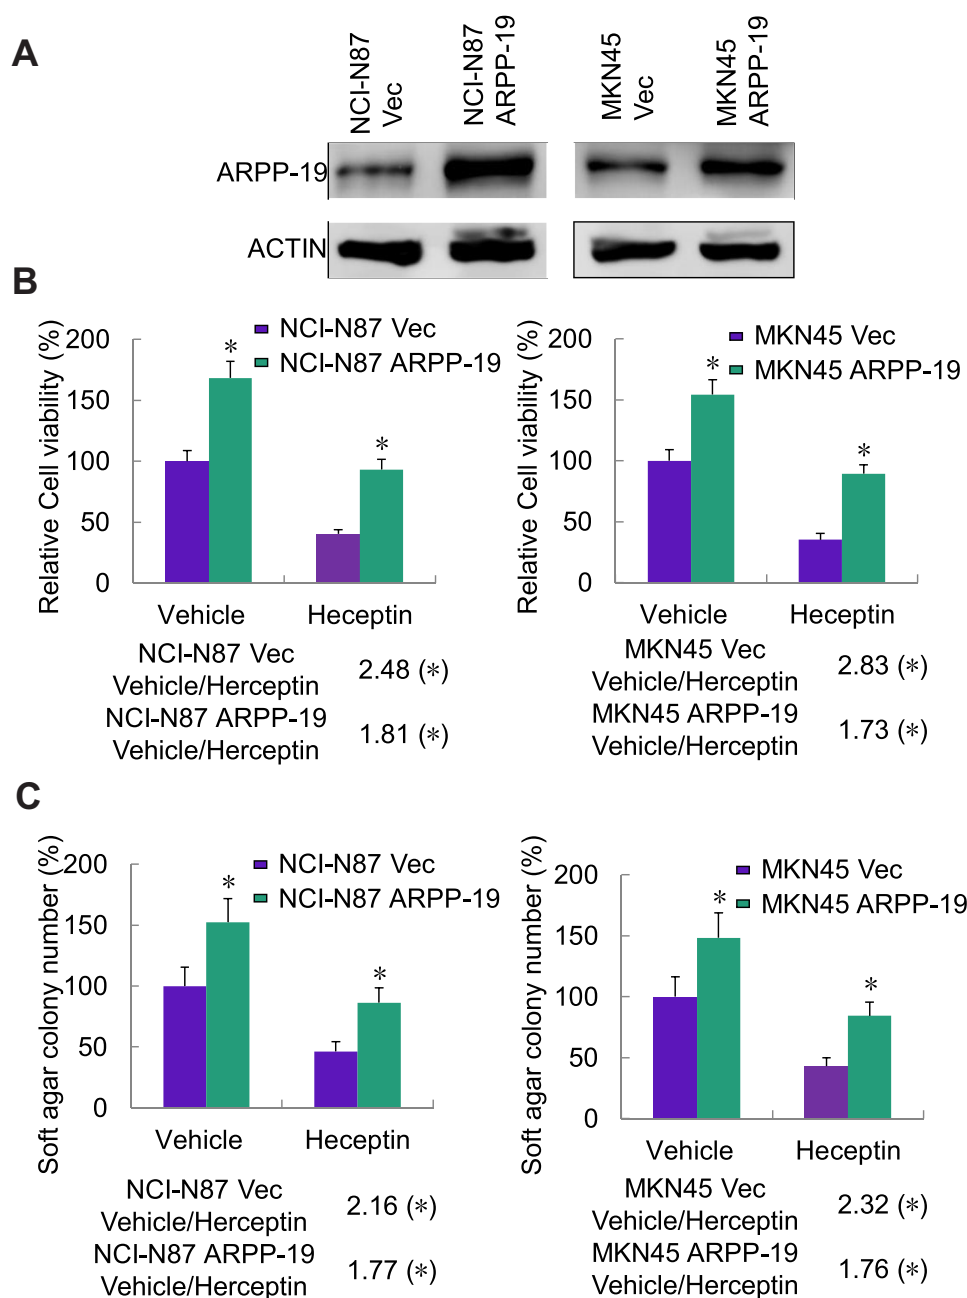 A
NCI-N87
Vec
NCI-N87
ARPP-19
MKN45
Vec
MKN45
ARPP-19
ARPP-19
ACTIN
B
Relative Cell viability (%)
200
150
100
50
0
NCI-N87 Vec
NCI-N87 ARPP-19
*
*
Vehicle
Heceptin
NCI-N87 Vec
Vehicle/Herceptin
2.48 (*)
NCI-N87 ARPP-19
Vehicle/Herceptin
1.81 (*)
Relative Cell viability (%)
200
150
100
50
0
MKN45 Vec
MKN45 ARPP-19
*
*
Vehicle
Heceptin
MKN45 Vec
Vehicle/Herceptin
2.83 (*)
MKN45 ARPP-19
Vehicle/Herceptin
1.73 (*)
C
Soft agar colony number (%)
200
150
100
50
0
NCI-N87 Vec
NCI-N87 ARPP-19
*
*
Vehicle
Heceptin
NCI-N87 Vec
Vehicle/Herceptin
2.16 (*)
NCI-N87 ARPP-19
Vehicle/Herceptin
1.77 (*)
Soft agar colony number (%)
200
150
100
50
0
MKN45 Vec
MKN45 ARPP-19
*
*
Vehicle
Heceptin
MKN45 Vec
Vehicle/Herceptin
2.32 (*)
MKN45 ARPP-19
Vehicle/Herceptin
1.76 (*)